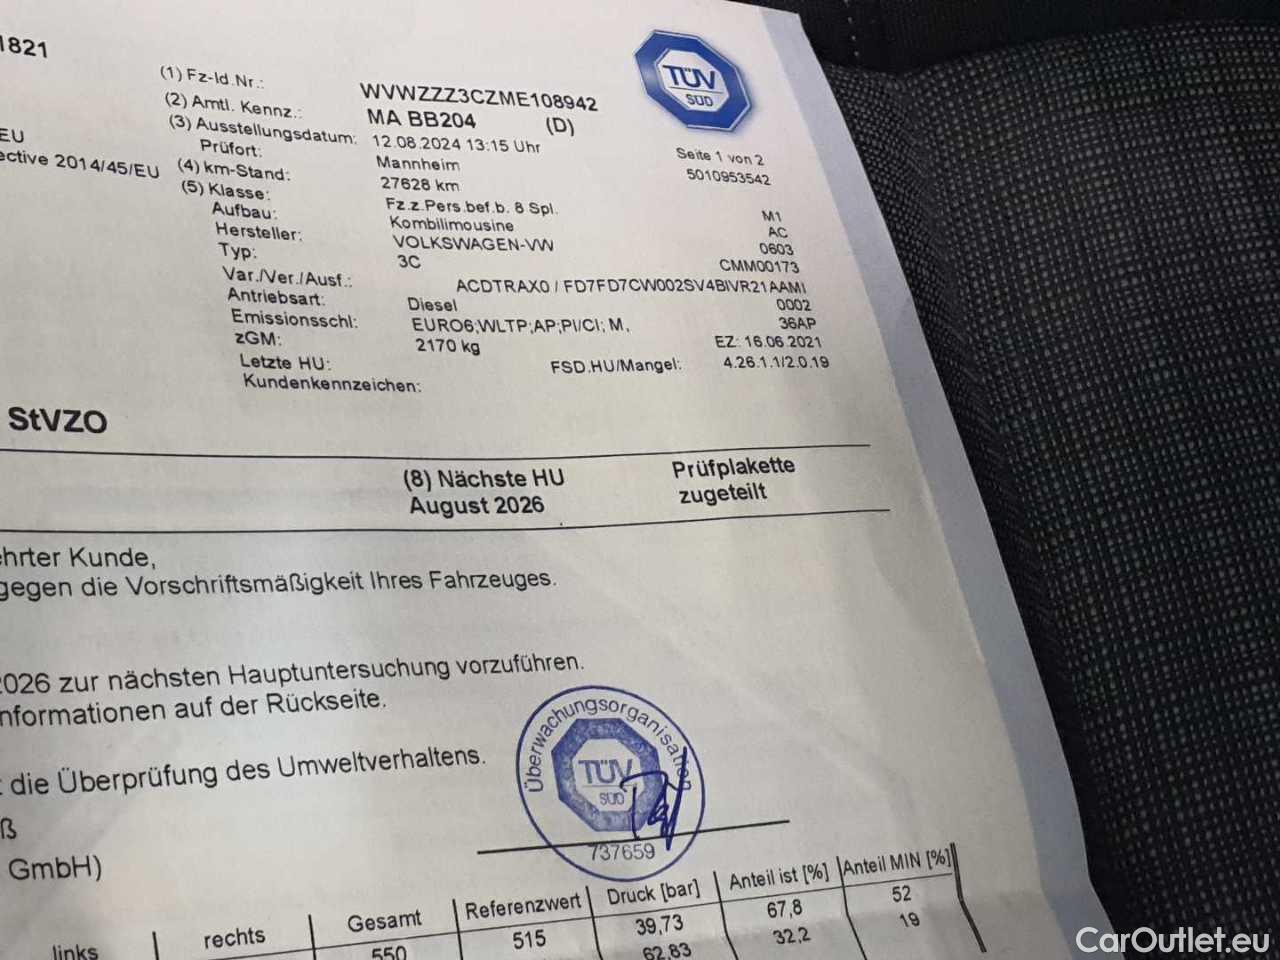 1821
TÜV
SÜD
(1) Fz-Id.Nr.: WVWZZZ3CZME108942
(2) Amtl. Kennz.: MA BB204 (D)
(3) Ausstellungsdatum: 12.08.2024 13:15 Uhr
Seite 1 von 2
EU
Prüfort: Mannheim
5010953542
ective 2014/45/EU
(4) km-Stand: 27628 km
(5) Klasse: Fz.z.Pers.bef.b. 8 Spl. M1
Aufbau: Kombilimousine AC
Hersteller: VOLKSWAGEN-VW 0603
Typ: 3C CMM00173
Var./Ver./Ausf.: ACDTRAX0 / FD7FD7CW002SV4BIVR21AAMI
Antriebsart: Diesel 0002
Emissionsschl: EURO6;WLTP;AP;PI/CI; M, 36AP
zGM: 2170 kg EZ: 16.06.2021
Letzte HU: FSD.HU/Mangel: 4.26.1.1/2.0.19
Kundenkennzeichen:
StVZO
(8) Nächste HU Prüfplakette
August 2026 zugeteilt
ehrter Kunde,
gegen die Vorschriftsmäßigkeit Ihres Fahrzeuges.
2026 zur nächsten Hauptuntersuchung vorzuführen.
nformationen auf der Rückseite.
t die Überprüfung des Umweltverhaltens.
ß
GmbH)
Überwachungsorganisation
TÜV
SÜD
737659
links rechts Gesamt Referenzwert Druck [bar] Anteil ist [%] Anteil MIN [%]
550 515 39,73 67,8 52
62,83 32,2 19
CarOutlet.eu